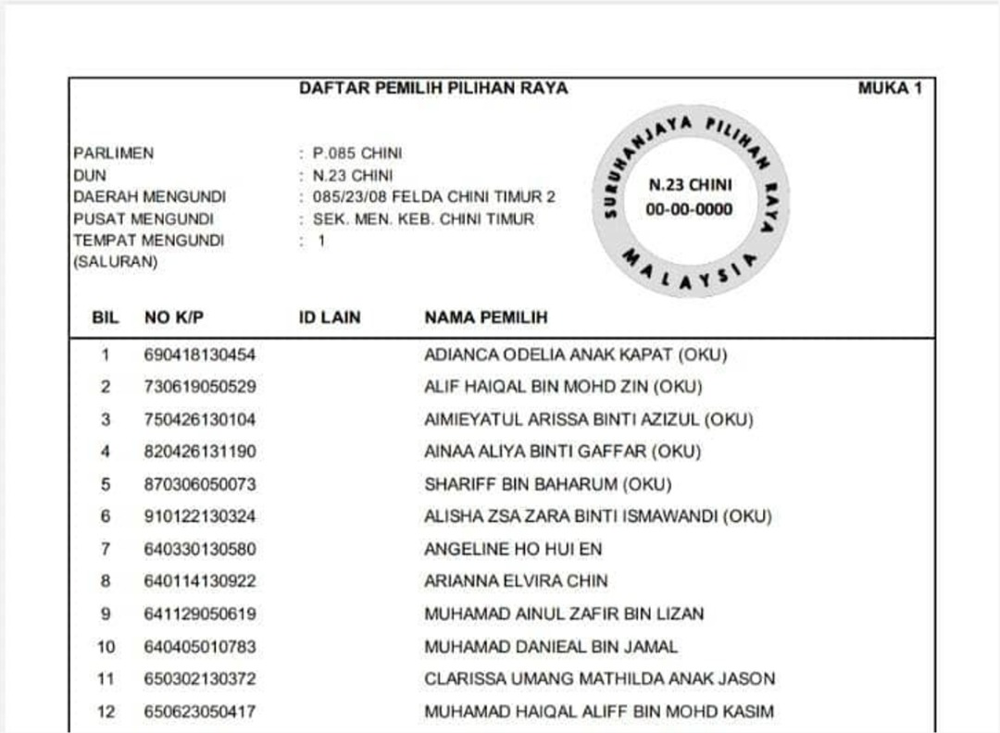 DAFTAR PEMILIH PILIHAN RAYA MUKA 1
SURUHANJAYA PILIHAN RAYA
MALAYSIA
N.23 CHINI
00-00-0000
PARLIMEN : P.085 CHINI
DUN : N.23 CHINI
DAERAH MENGUNDI : 085/23/08 FELDA CHINI TIMUR 2
PUSAT MENGUNDI : SEK. MEN. KEB. CHINI TIMUR
TEMPAT MENGUNDI : 1
(SALURAN)
BIL NO K/P ID LAIN NAMA PEMILIH
1 690418130454 ADIANCA ODELIA ANAK KAPAT (OKU)
2 730619050529 ALIF HAIQAL BIN MOHD ZIN (OKU)
3 750426130104 AIMIEYATUL ARISSA BINTI AZIZUL (OKU)
4 820426131190 AINAA ALIYA BINTI GAFFAR (OKU)
5 870306050073 SHARIFF BIN BAHARUM (OKU)
6 910122130324 ALISHA ZSA ZARA BINTI ISMAWANDI (OKU)
7 640330130580 ANGELINE HO HUI EN
8 640114130922 ARIANNA ELVIRA CHIN
9 641129050619 MUHAMAD AINUL ZAFIR BIN LIZAN
10 640405010783 MUHAMAD DANIEAL BIN JAMAL
11 650302130372 CLARISSA UMANG MATHILDA ANAK JASON
12 650623050417 MUHAMAD HAIQAL ALIFF BIN MOHD KASIM